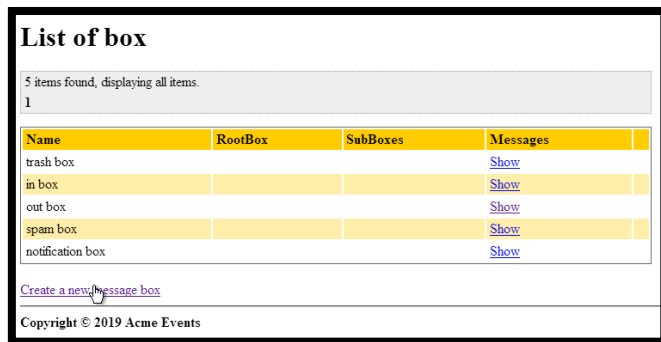 List of box
5 items found, displaying all items.
1
Name RootBox SubBoxes Messages
trash box Show
in box Show
out box Show
spam box Show
notification box Show
Create a new message box
Copyright © 2019 Acme Events